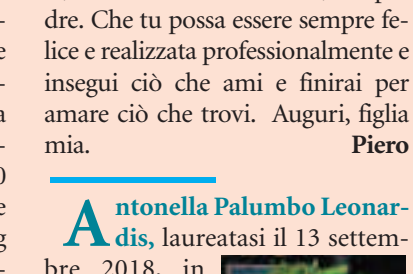 dre. Che tu possa essere sempre fe-
lice e realizzata professionalmente e
insegui ciò che ami e finirai per
amare ciò che trovi. Auguri, figlia
mia. Piero
Antonella Palumbo Leonar-
dis, laureatasi il 13 settem-
bre 2018, in